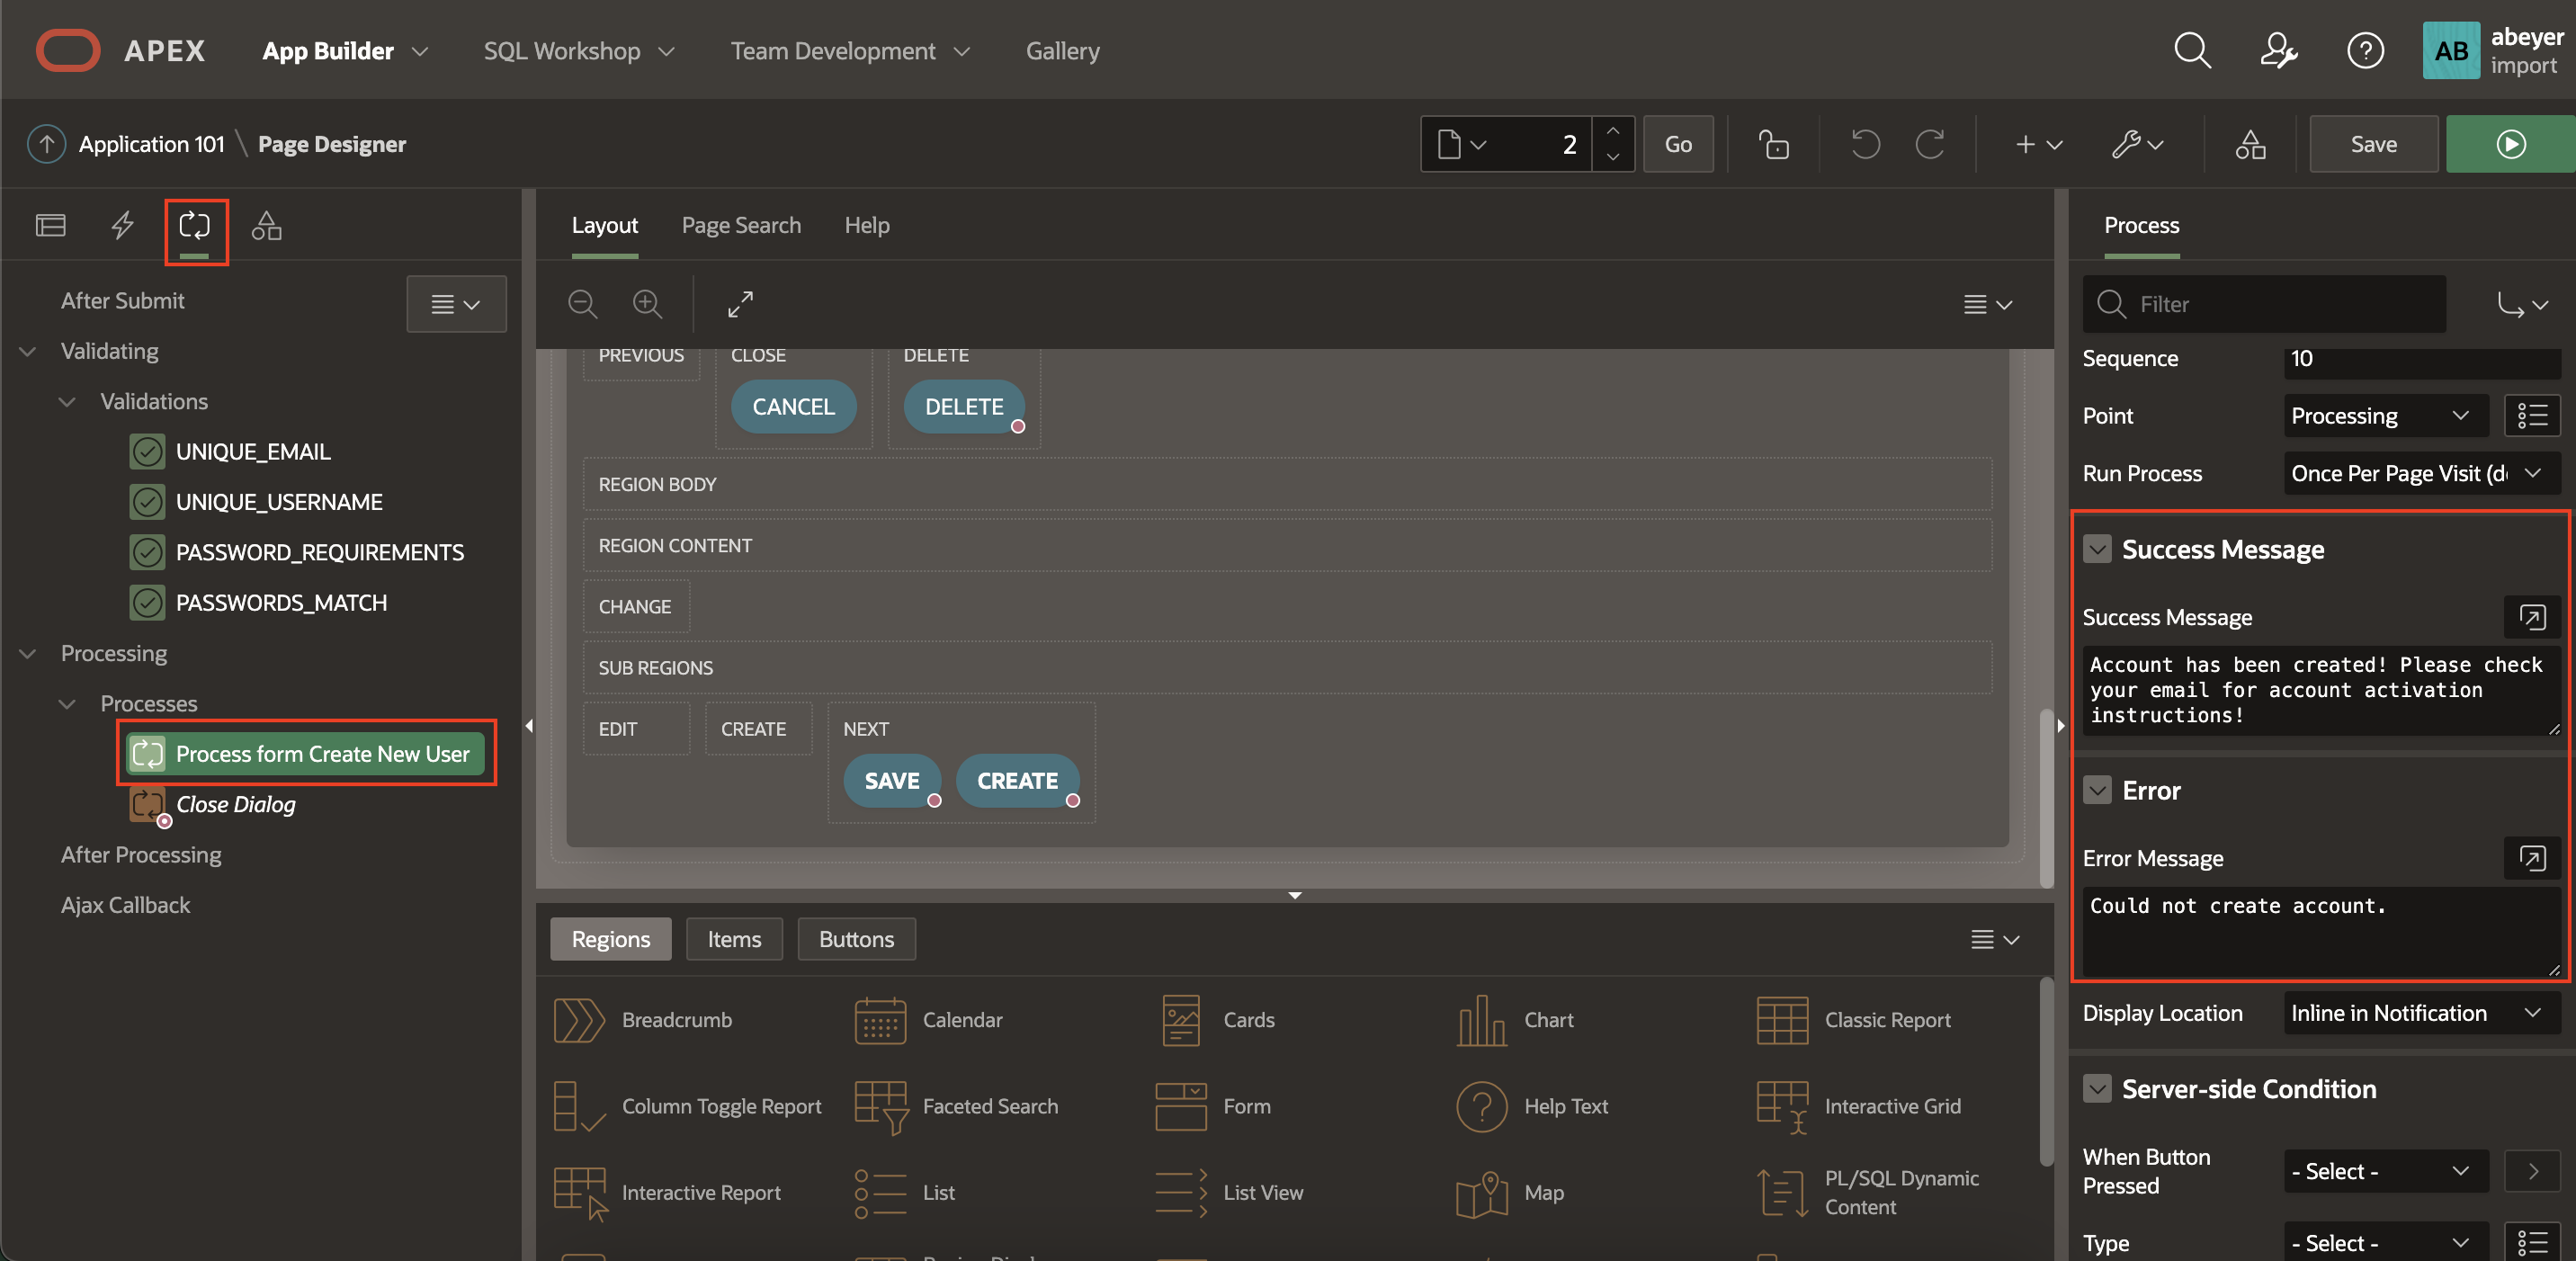 APEX App Builder SQL Workshop Team Development Gallery AB abeyer
import
Application 101 \ Page Designer 2 Go Save
After Submit
Validating
Validations
UNIQUE_EMAIL
UNIQUE_USERNAME
PASSWORD_REQUIREMENTS
PASSWORDS_MATCH
Processing
Processes
Process form Create New User
Close Dialog
After Processing
Ajax Callback
Layout Page Search Help
PREVIOUS CLOSE DELETE
CANCEL DELETE
REGION BODY
REGION CONTENT
CHANGE
SUB REGIONS
EDIT CREATE NEXT
SAVE CREATE
Regions Items Buttons
Breadcrumb Calendar Cards Chart Classic Report
Column Toggle Report Faceted Search Form Help Text Interactive Grid
Interactive Report List List View Map PL/SQL Dynamic
Content
Process
Filter
Sequence 10
Point Processing
Run Process Once Per Page Visit (de
Success Message
Success Message
Account has been created! Please check
your email for account activation
instructions!
Error
Error Message
Could not create account.
Display Location Inline in Notification
Server-side Condition
When Button
Pressed - Select -
Type - Select -